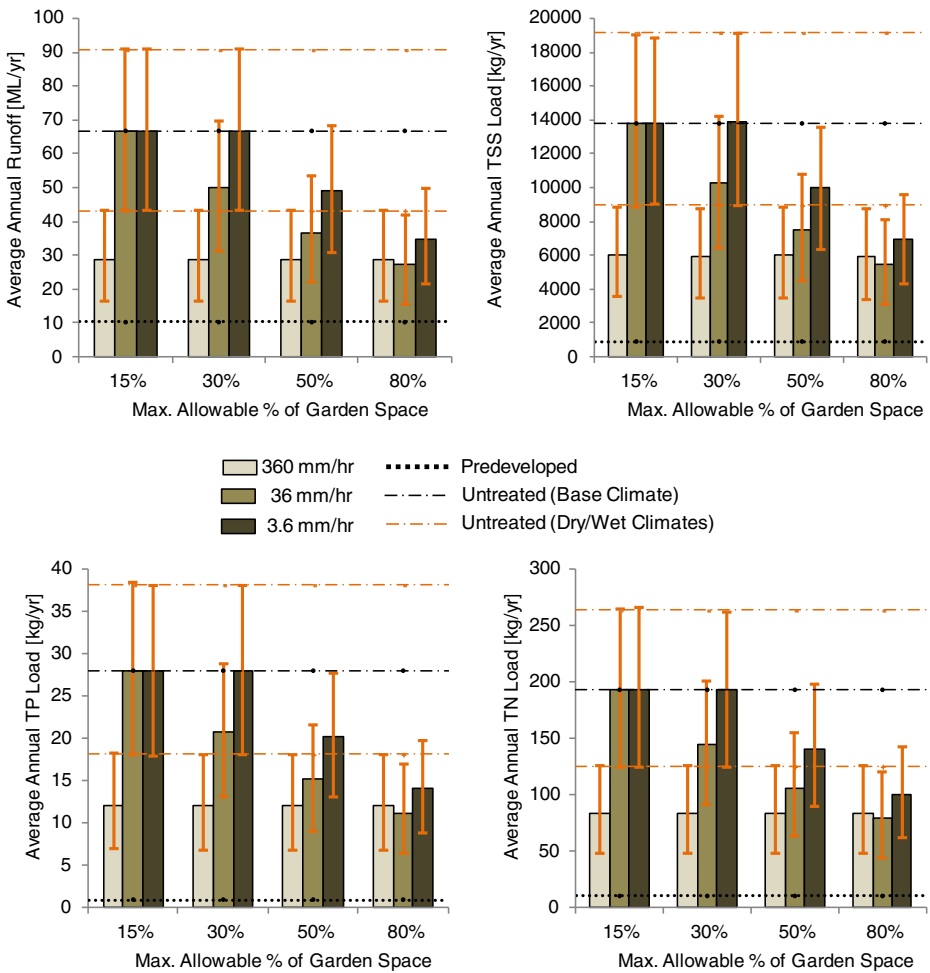 Average Annual Runoff [ML/yr]
100
90
80
70
60
50
40
30
20
10
0
15% 30% 50% 80%
Max. Allowable % of Garden Space
Average Annual TSS Load [kg/yr]
20000
18000
16000
14000
12000
10000
8000
6000
4000
2000
0
15% 30% 50% 80%
Max. Allowable % of Garden Space
360 mm/hr
36 mm/hr
3.6 mm/hr
Predeveloped
Untreated (Base Climate)
Untreated (Dry/Wet Climates)
Average Annual TP Load [kg/yr]
40
35
30
25
20
15
10
5
0
15% 30% 50% 80%
Max. Allowable % of Garden Space
Average Annual TN Load [kg/yr]
300
250
200
150
100
50
0
15% 30% 50% 80%
Max. Allowable % of Garden Space